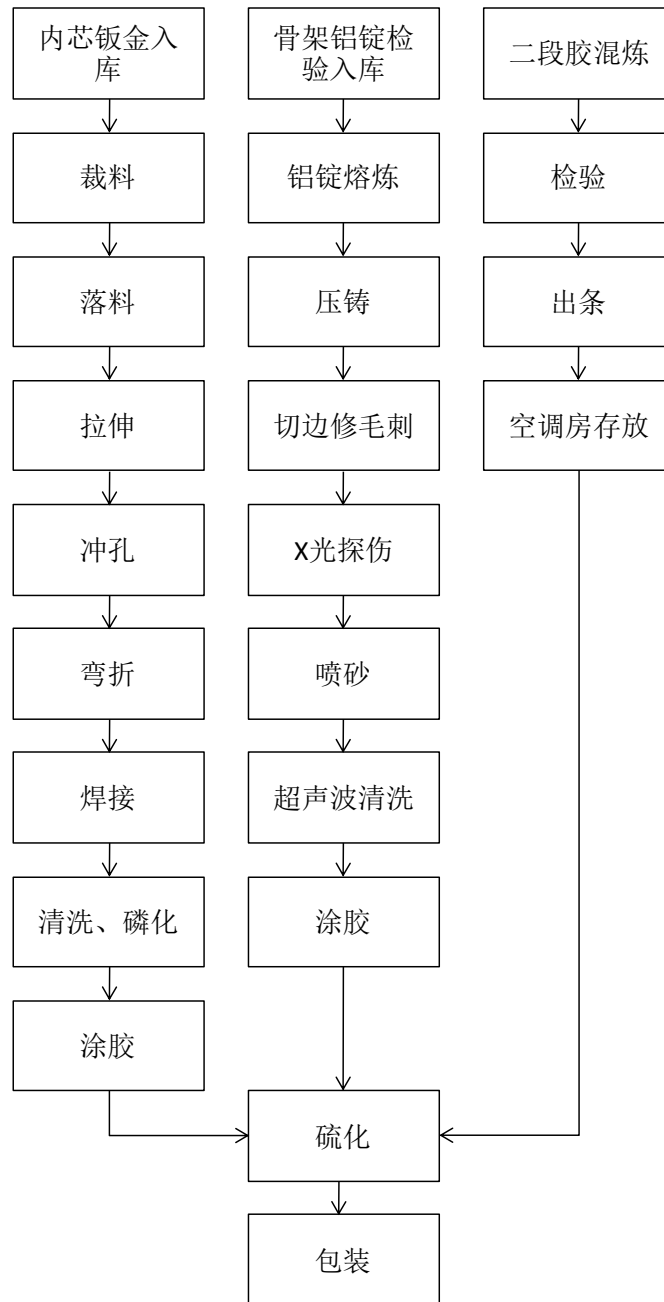 内芯钣金入
库
裁料
落料
拉伸
冲孔
弯折
焊接
清洗、磷化
涂胶
骨架铝锭检
验入库
铝锭熔炼
压铸
切边修毛刺
X光探伤
喷砂
超声波清洗
涂胶
二段胶混炼
检验
出条
空调房存放
硫化
包装